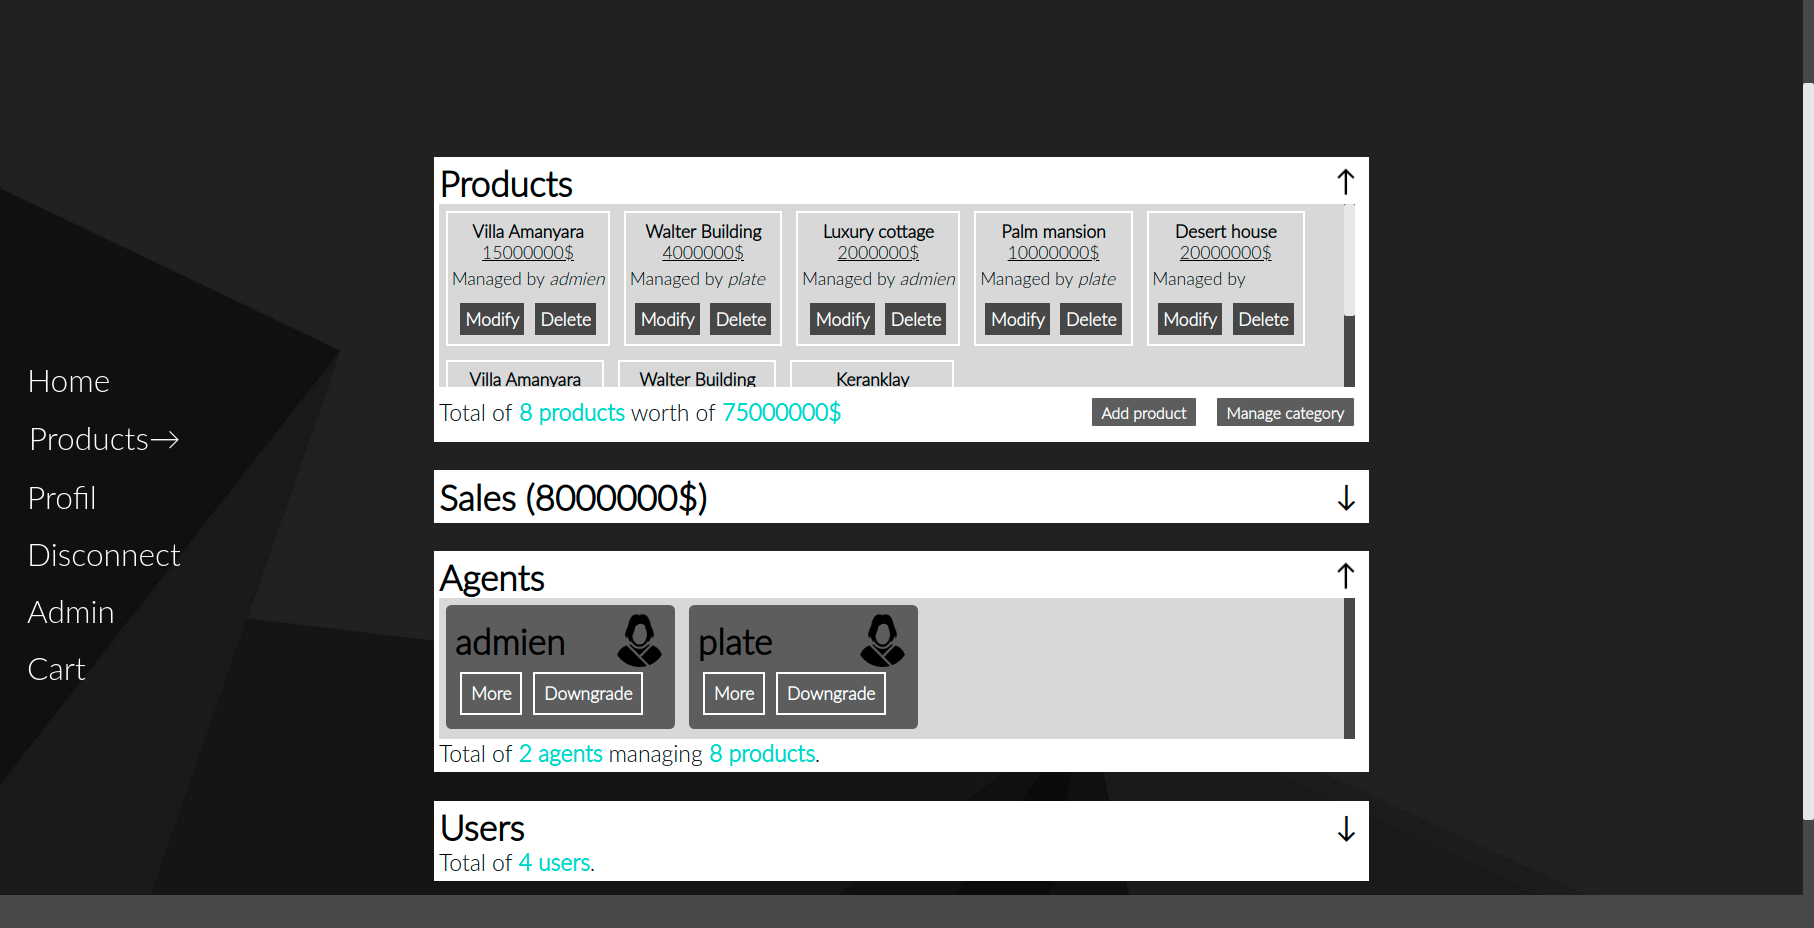 Home
Products→
Profil
Disconnect
Admin
Cart
Products ↑
Villa Amanyara
15000000$
Managed by admien
Modify Delete
Walter Building
4000000$
Managed by plate
Modify Delete
Luxury cottage
2000000$
Managed by admien
Modify Delete
Palm mansion
10000000$
Managed by plate
Modify Delete
Desert house
20000000$
Managed by
Modify Delete
Villa Amanyara
Walter Building
Keranklay
Total of 8 products worth of 75000000$
Add product Manage category
Sales (8000000$) ↓
Agents ↑
admien
More Downgrade
plate
More Downgrade
Total of 2 agents managing 8 products.
Users ↓
Total of 4 users.